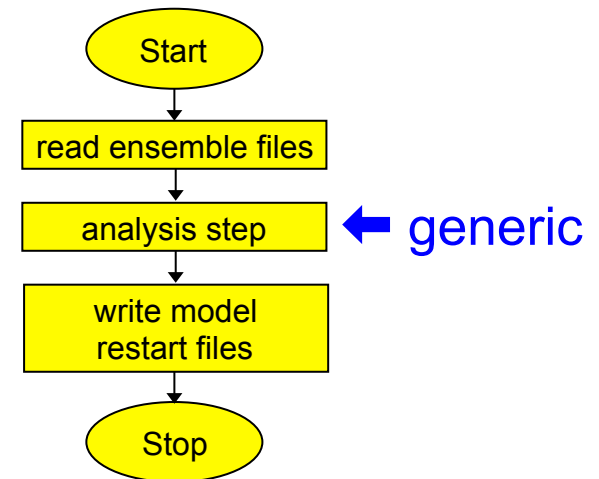 Start
read ensemble files
analysis step
generic
write model
restart files
Stop